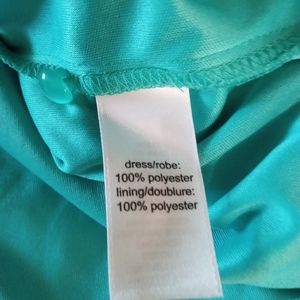 dress/robe:
100% polyester
lining/doublure:
100% polyester